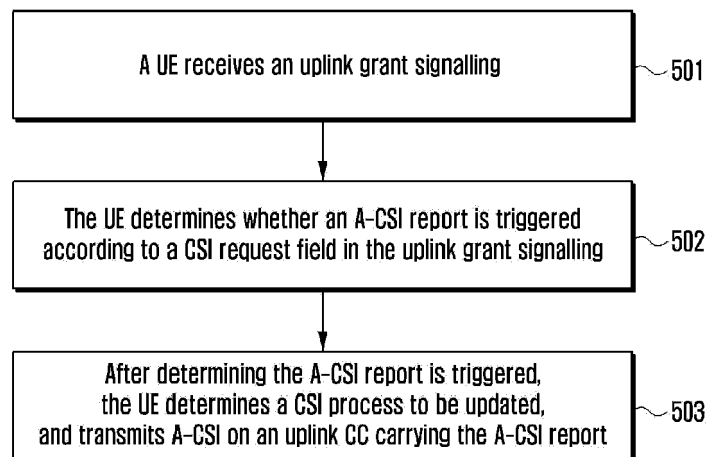 A UE receives an uplink grant signalling
501
The UE determines whether an A-CSI report is triggered
according to a CSI request field in the uplink grant signalling
502
After determining the A-CSI report is triggered,
the UE determines a CSI process to be updated,
and transmits A-CSI on an uplink CC carrying the A-CSI report
503